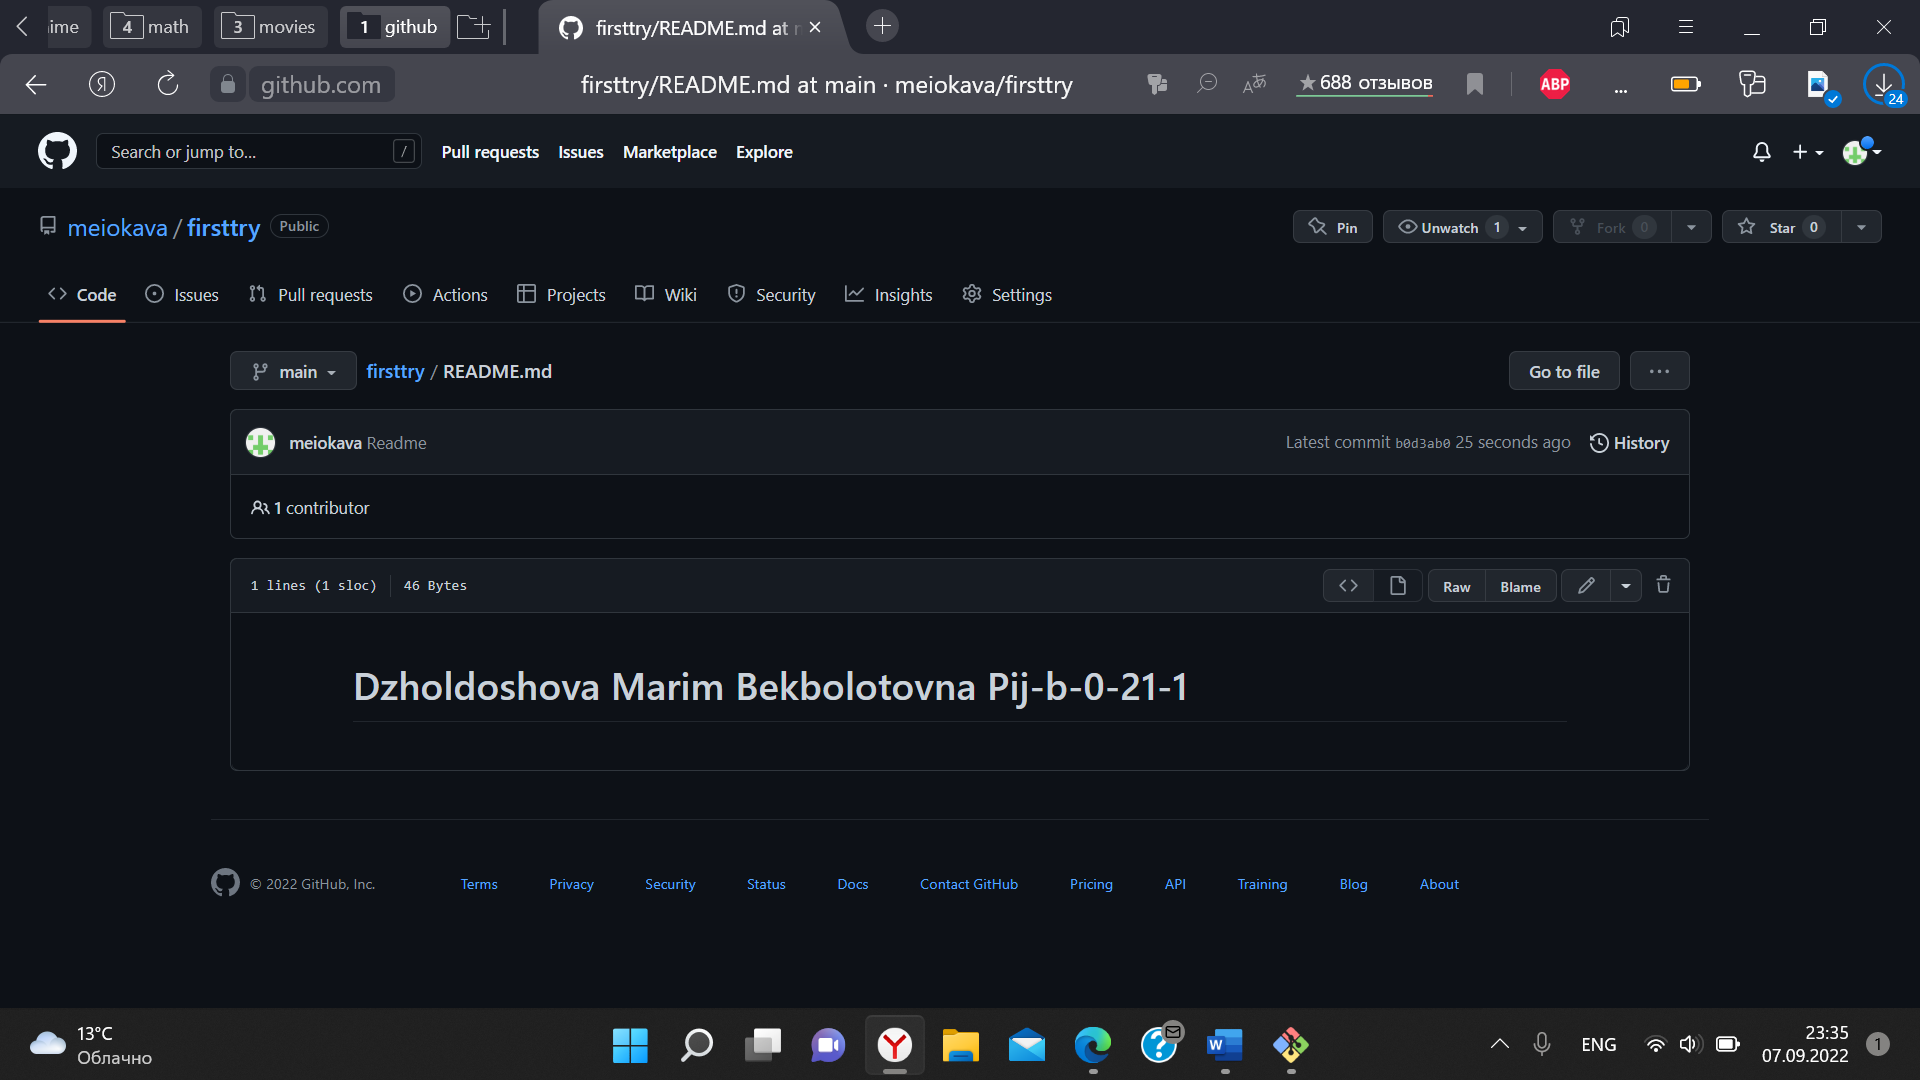 ime 4 math 3 movies 1 github firsttry/README.md at
Я github.com firsttry/README.md at main · meiokava/firsttry Aあ ★ 688 отзывов ABP ... 24
Search or jump to... / Pull requests Issues Marketplace Explore +
meiokava / firsttry Public Pin Unwatch 1 Fork 0 Star 0
Code Issues Pull requests Actions Projects Wiki Security Insights Settings
main firsttry / README.md Go to file ...
meiokava Readme Latest commit b0d3ab0 25 seconds ago History
1 contributor
1 lines (1 sloc) 46 Bytes <> Raw Blame
Dzholdoshova Marim Bekbolotovna Pij-b-0-21-1
© 2022 GitHub, Inc. Terms Privacy Security Status Docs Contact GitHub Pricing API Training Blog About
13°C
Облачно
Y ? W ENG
23:35
07.09.2022
1